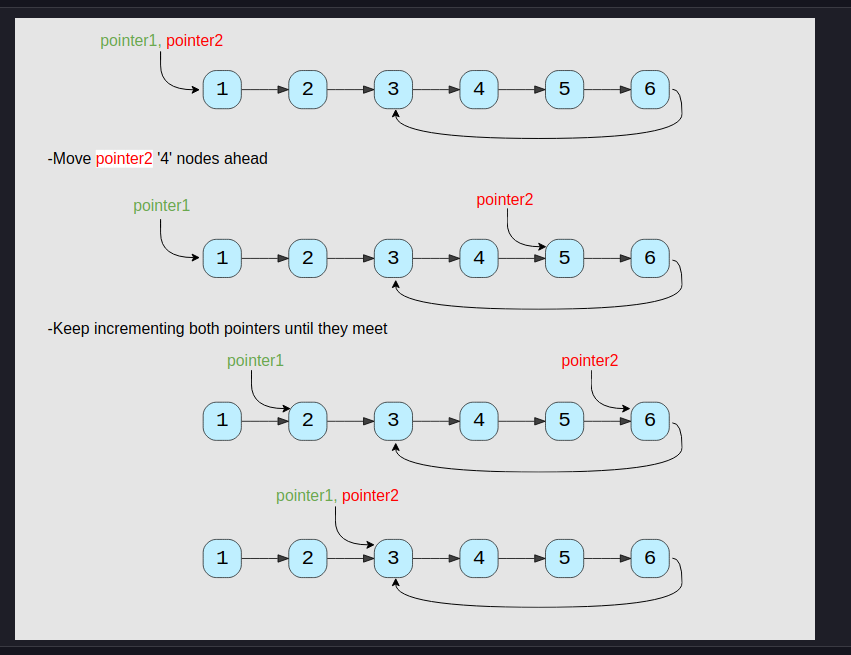 pointer1, pointer2
1 2 3 4 5 6
-Move pointer2 '4' nodes ahead
pointer1 pointer2
1 2 3 4 5 6
-Keep incrementing both pointers until they meet
pointer1 pointer2
1 2 3 4 5 6
pointer1, pointer2
1 2 3 4 5 6